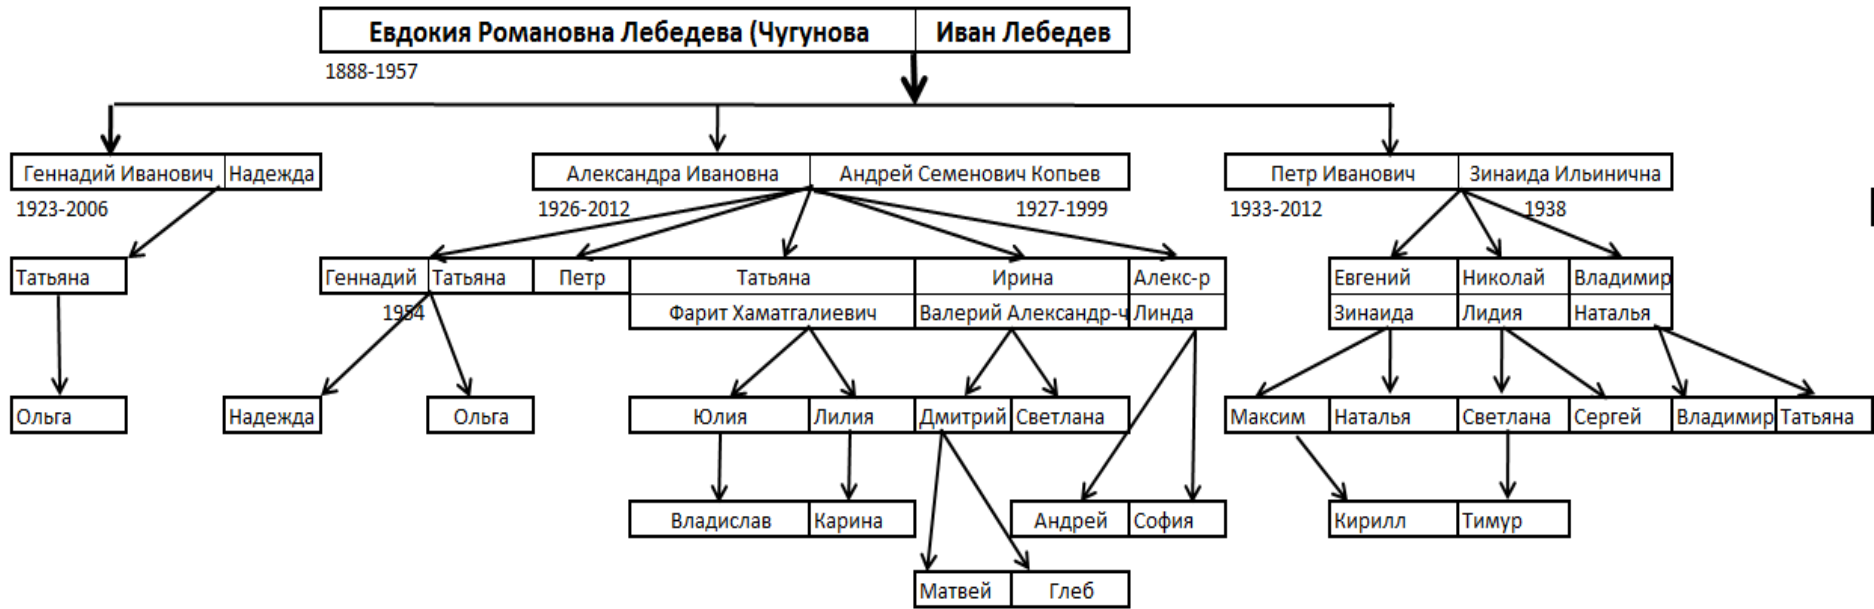 Евдокия Романовна Лебедева (Чугунова Иван Лебедев
1888-1957
Геннадий Иванович Надежда Александра Ивановна Андрей Семенович Копьев Петр Иванович Зинаида Ильинична
1923-2006 1926-2012 1927-1999 1933-2012 1938
Татьяна Геннадий Татьяна Петр Татьяна Ирина Алекс-р Евгений Николай Владимир
1954 Фарит Хаматгалиевич Валерий Александр-ч Линда Зинаида Лидия Наталья
Ольга Надежда Ольга Юлия Лилия Дмитрий Светлана Максим Наталья Светлана Сергей Владимир Татьяна
Владислав Карина Андрей София Кирилл Тимур
Матвей Глеб